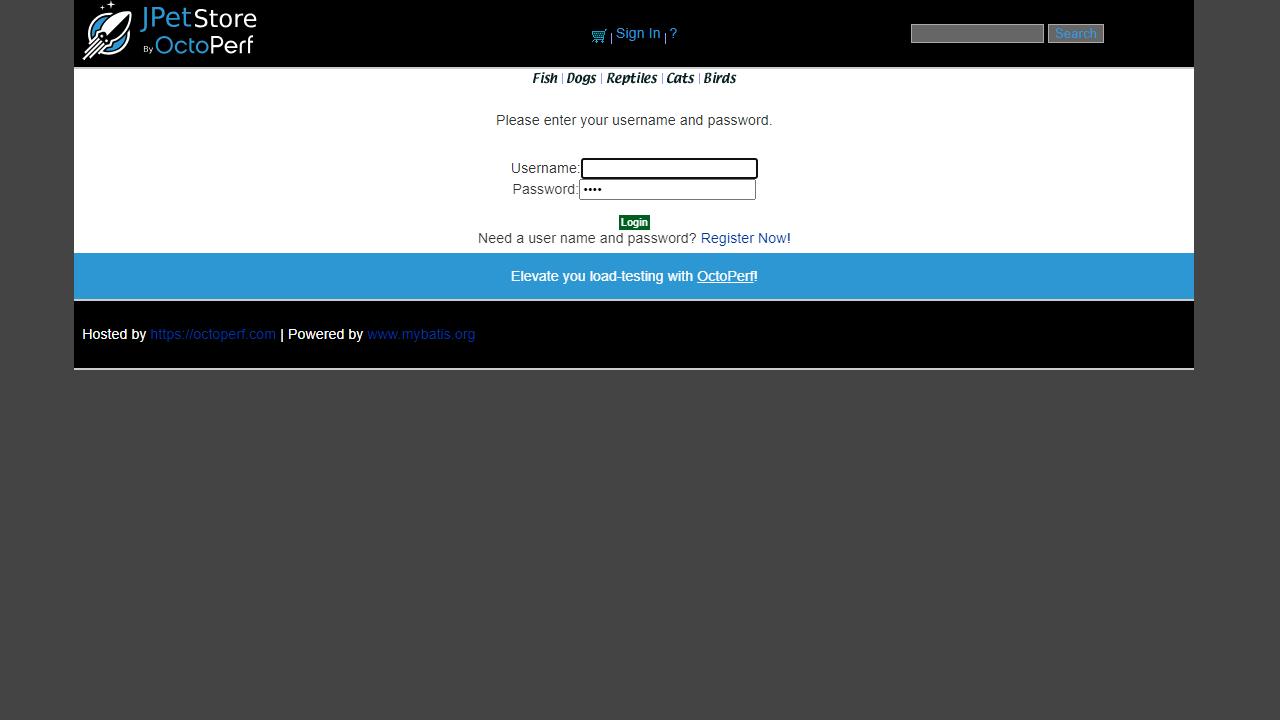 JPetStore
By OctoPerf
Sign In | ?
Search
Fish | Dogs | Reptiles | Cats | Birds
Please enter your username and password.
Username:
Password: ••••
Login
Need a user name and password? Register Now!
Elevate you load-testing with OctoPerf!
Hosted by https://octoperf.com | Powered by www.mybatis.org